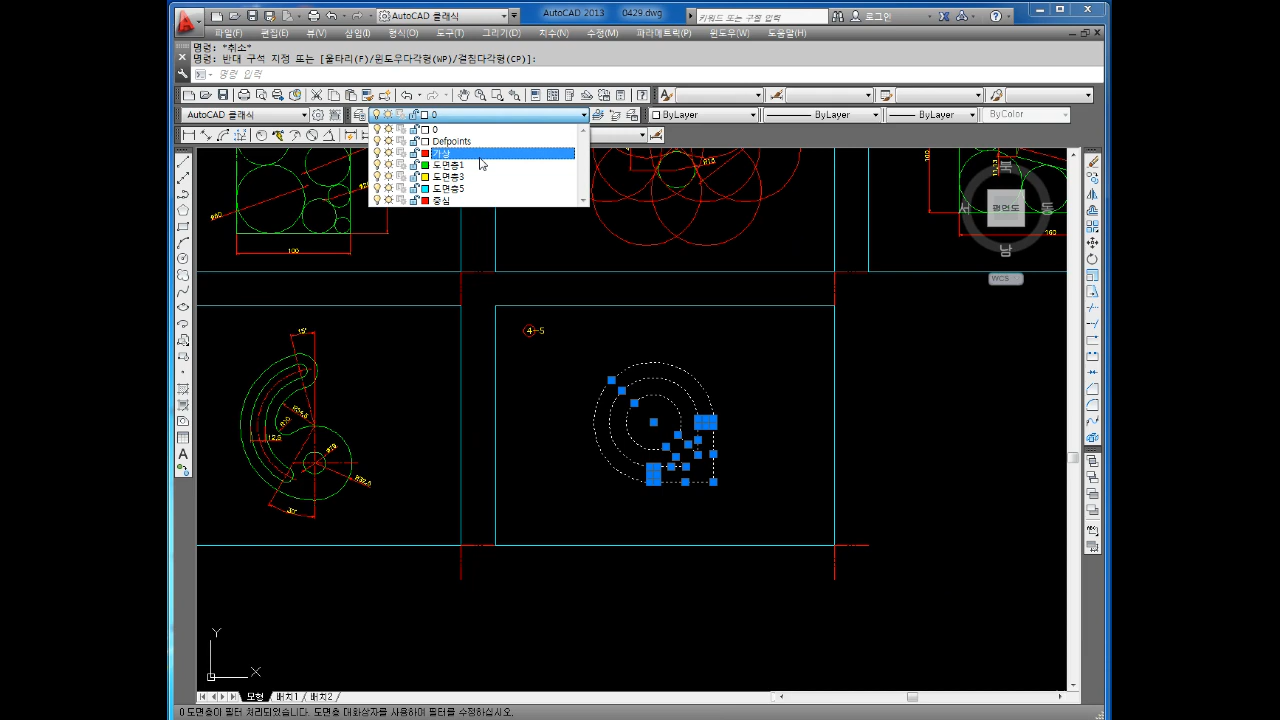 AutoCAD 클래식
AutoCAD 2013 0429.dwg
키워드 또는 구절 입력
로그인
파일(F) 편집(E) 뷰(V) 삽입(I) 형식(O) 도구(T) 그리기(D) 치수(N) 수정(M) 파라메트릭(P) 윈도우(W) 도움말(H)
명령: *취소*
명령: 반대 구석 지정 또는 [울타리(F)/윈도우다각형(WP)/걸침다각형(CP)]:
명령 입력
AutoCAD 클래식 0 ByLayer ByLayer ByLayer ByColor
0
Defpoints
가상
도면층1
도면층3
도면층5
중심
북
서 평면도 동
남
WCS
100
160
15°
4-5
12.5
30°
Y
X
모형 배치1 배치2
0 도면층이 필터 처리되었습니다. 도면층 대화상자를 사용하여 필터를 수정하십시오.